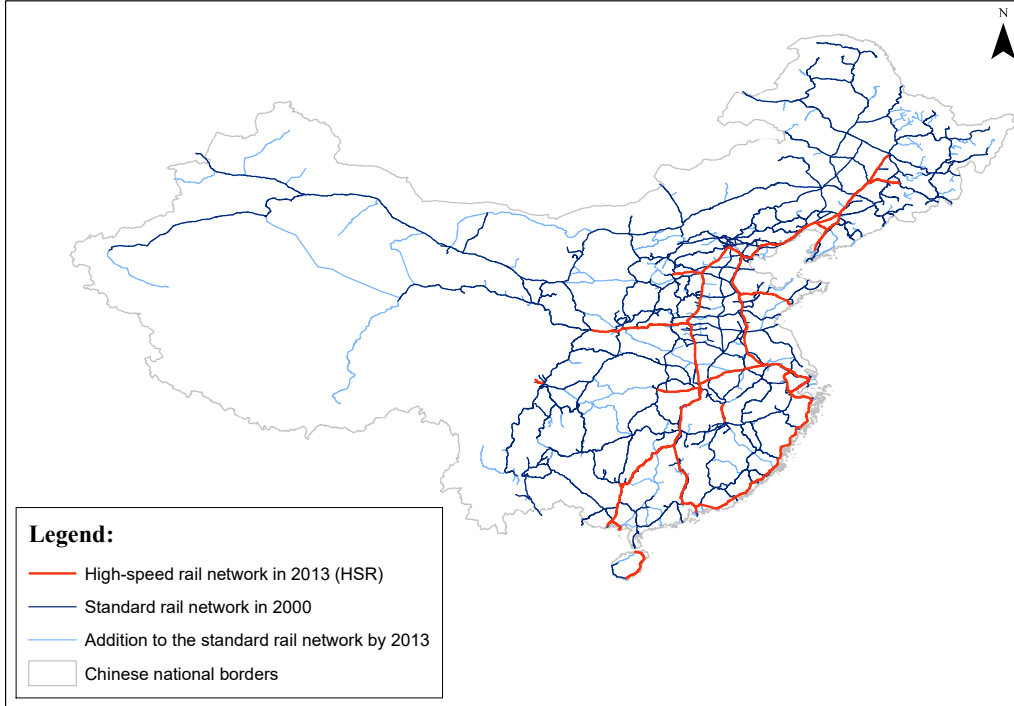 N
Legend:
High-speed rail network in 2013 (HSR)
Standard rail network in 2000
Addition to the standard rail network by 2013
Chinese national borders